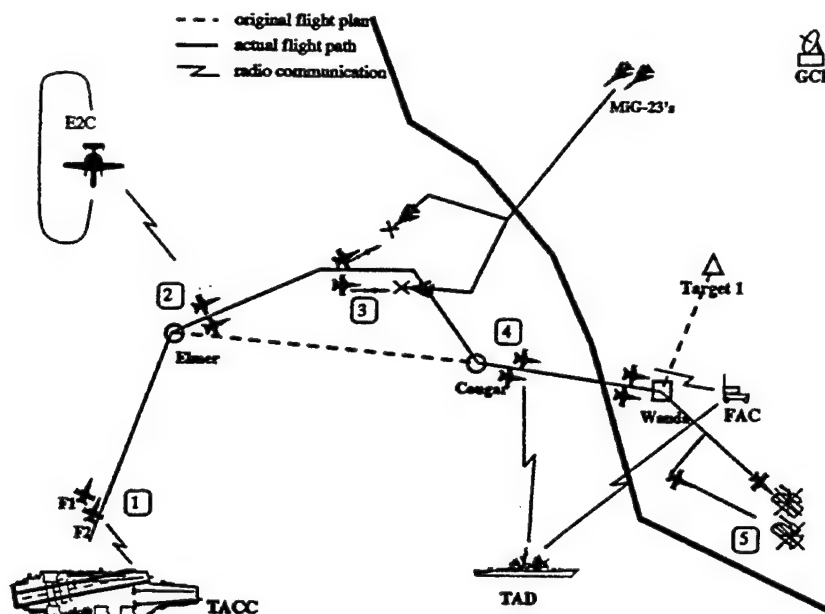 original flight plan
actual flight path
radio communication
GCI
E2C
MiG-23's
Target 1
2
3
Elmer
4
Cougar
Wanda
FAC
F1
1
F2
5
TACC
TAD